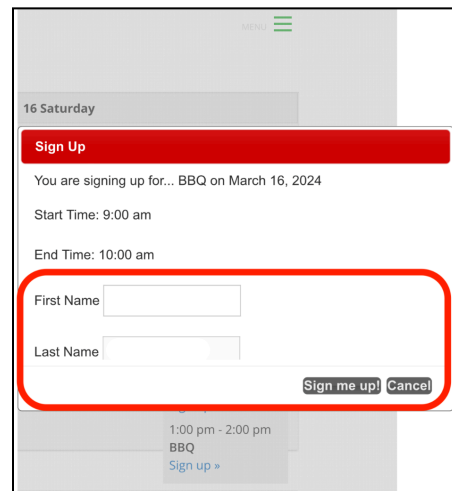 MENU
16 Saturday
Sign Up
You are signing up for... BBQ on March 16, 2024
Start Time: 9:00 am
End Time: 10:00 am
First Name
Last Name
Sign me up! Cancel
1:00 pm - 2:00 pm
BBQ
Sign up »